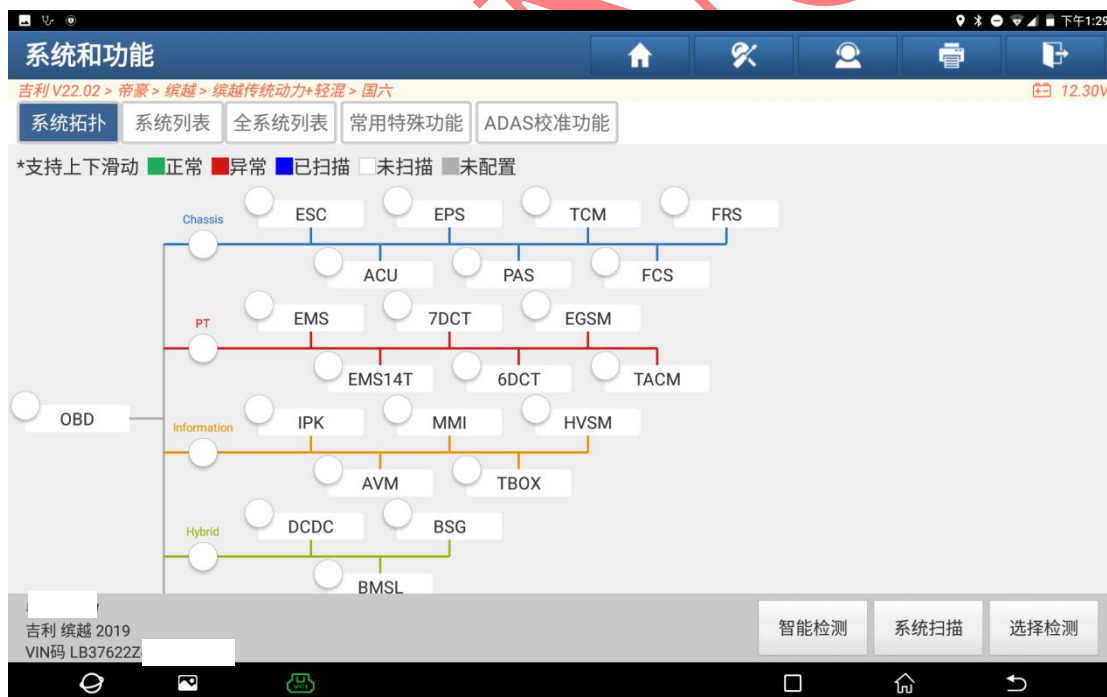 下午1:29
系统和功能
吉利 V22.02 > 帝豪 > 缤越 > 缤越传统动力+轻混 > 国六
12.30V
系统拓扑 系统列表 全系统列表 常用特殊功能 ADAS校准功能
*支持上下滑动 正常 异常 已扫描 未扫描 未配置
Chassis ESC EPS TCM FRS
ACU PAS FCS
PT EMS 7DCT EGSM
EMS14T 6DCT TACM
OBD
Information IPK MMI HVSM
AVM TBOX
Hybrid DCDC BSG
BMSL
吉利 缤越 2019
VIN码 LB37622Z
智能检测 系统扫描 选择检测
VCI